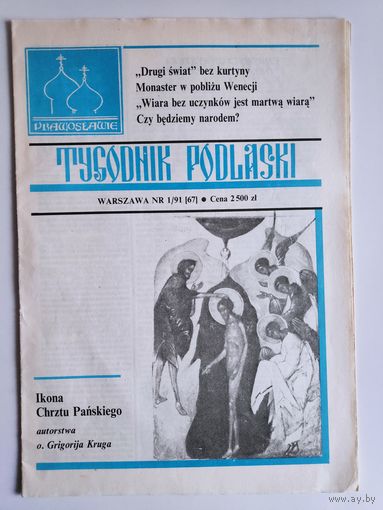 „Drugi świat” bez kurtyny
Monaster w pobliżu Wenecji
„Wiara bez uczynków jest martwą wiarą”
Czy będziemy narodem?
PRAWOSŁAWIE
TYGODNIK PODLASKI
WARSZAWA NR 1/91 [67] ● Cena 2 500 zł
Ikona
Chrztu Pańskiego
autorstwa
o. Grigorija Kruga
www.ay.by